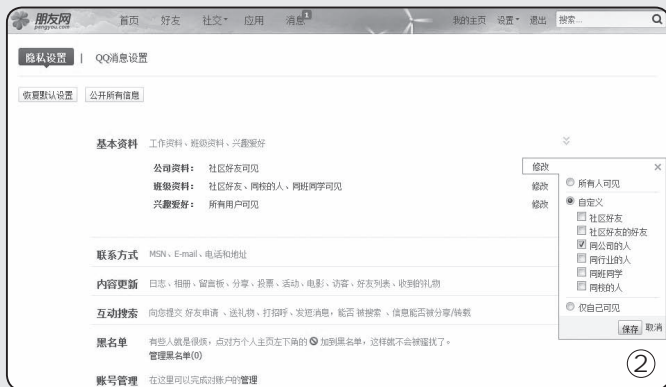 朋友网 首页 好友 社交 应用 消息 1 我的主页 设置 退出 搜索...
pengyou.com
隐私设置 | QQ消息设置
恢复默认设置 公开所有信息
基本资料 工作资料、班级资料、兴趣爱好
公司资料： 社区好友可见 修改
班级资料： 社区好友、同校的人、同班同学可见 修改
兴趣爱好： 所有用户可见 修改
所有人可见
自定义
社区好友
社区好友的好友
同公司的人
同行业的人
同班同学
同校的人
仅自己可见
保存 取消
联系方式 MSN、E-mail、电话和地址
内容更新 日志、相册、留言板、分享、投票、活动、电影、访客、好友列表、收到的礼物
互动搜索 向您提交 好友申请 、送礼物、打招呼、发短消息，能否 被搜索 、信息能否被分享/转载
黑名单 有些人就是很烦，点对方个人主页左下角的 加到黑名单，这样就不会被骚扰了。
管理黑名单(0)
账号管理 在这里可以完成对账户的管理
②